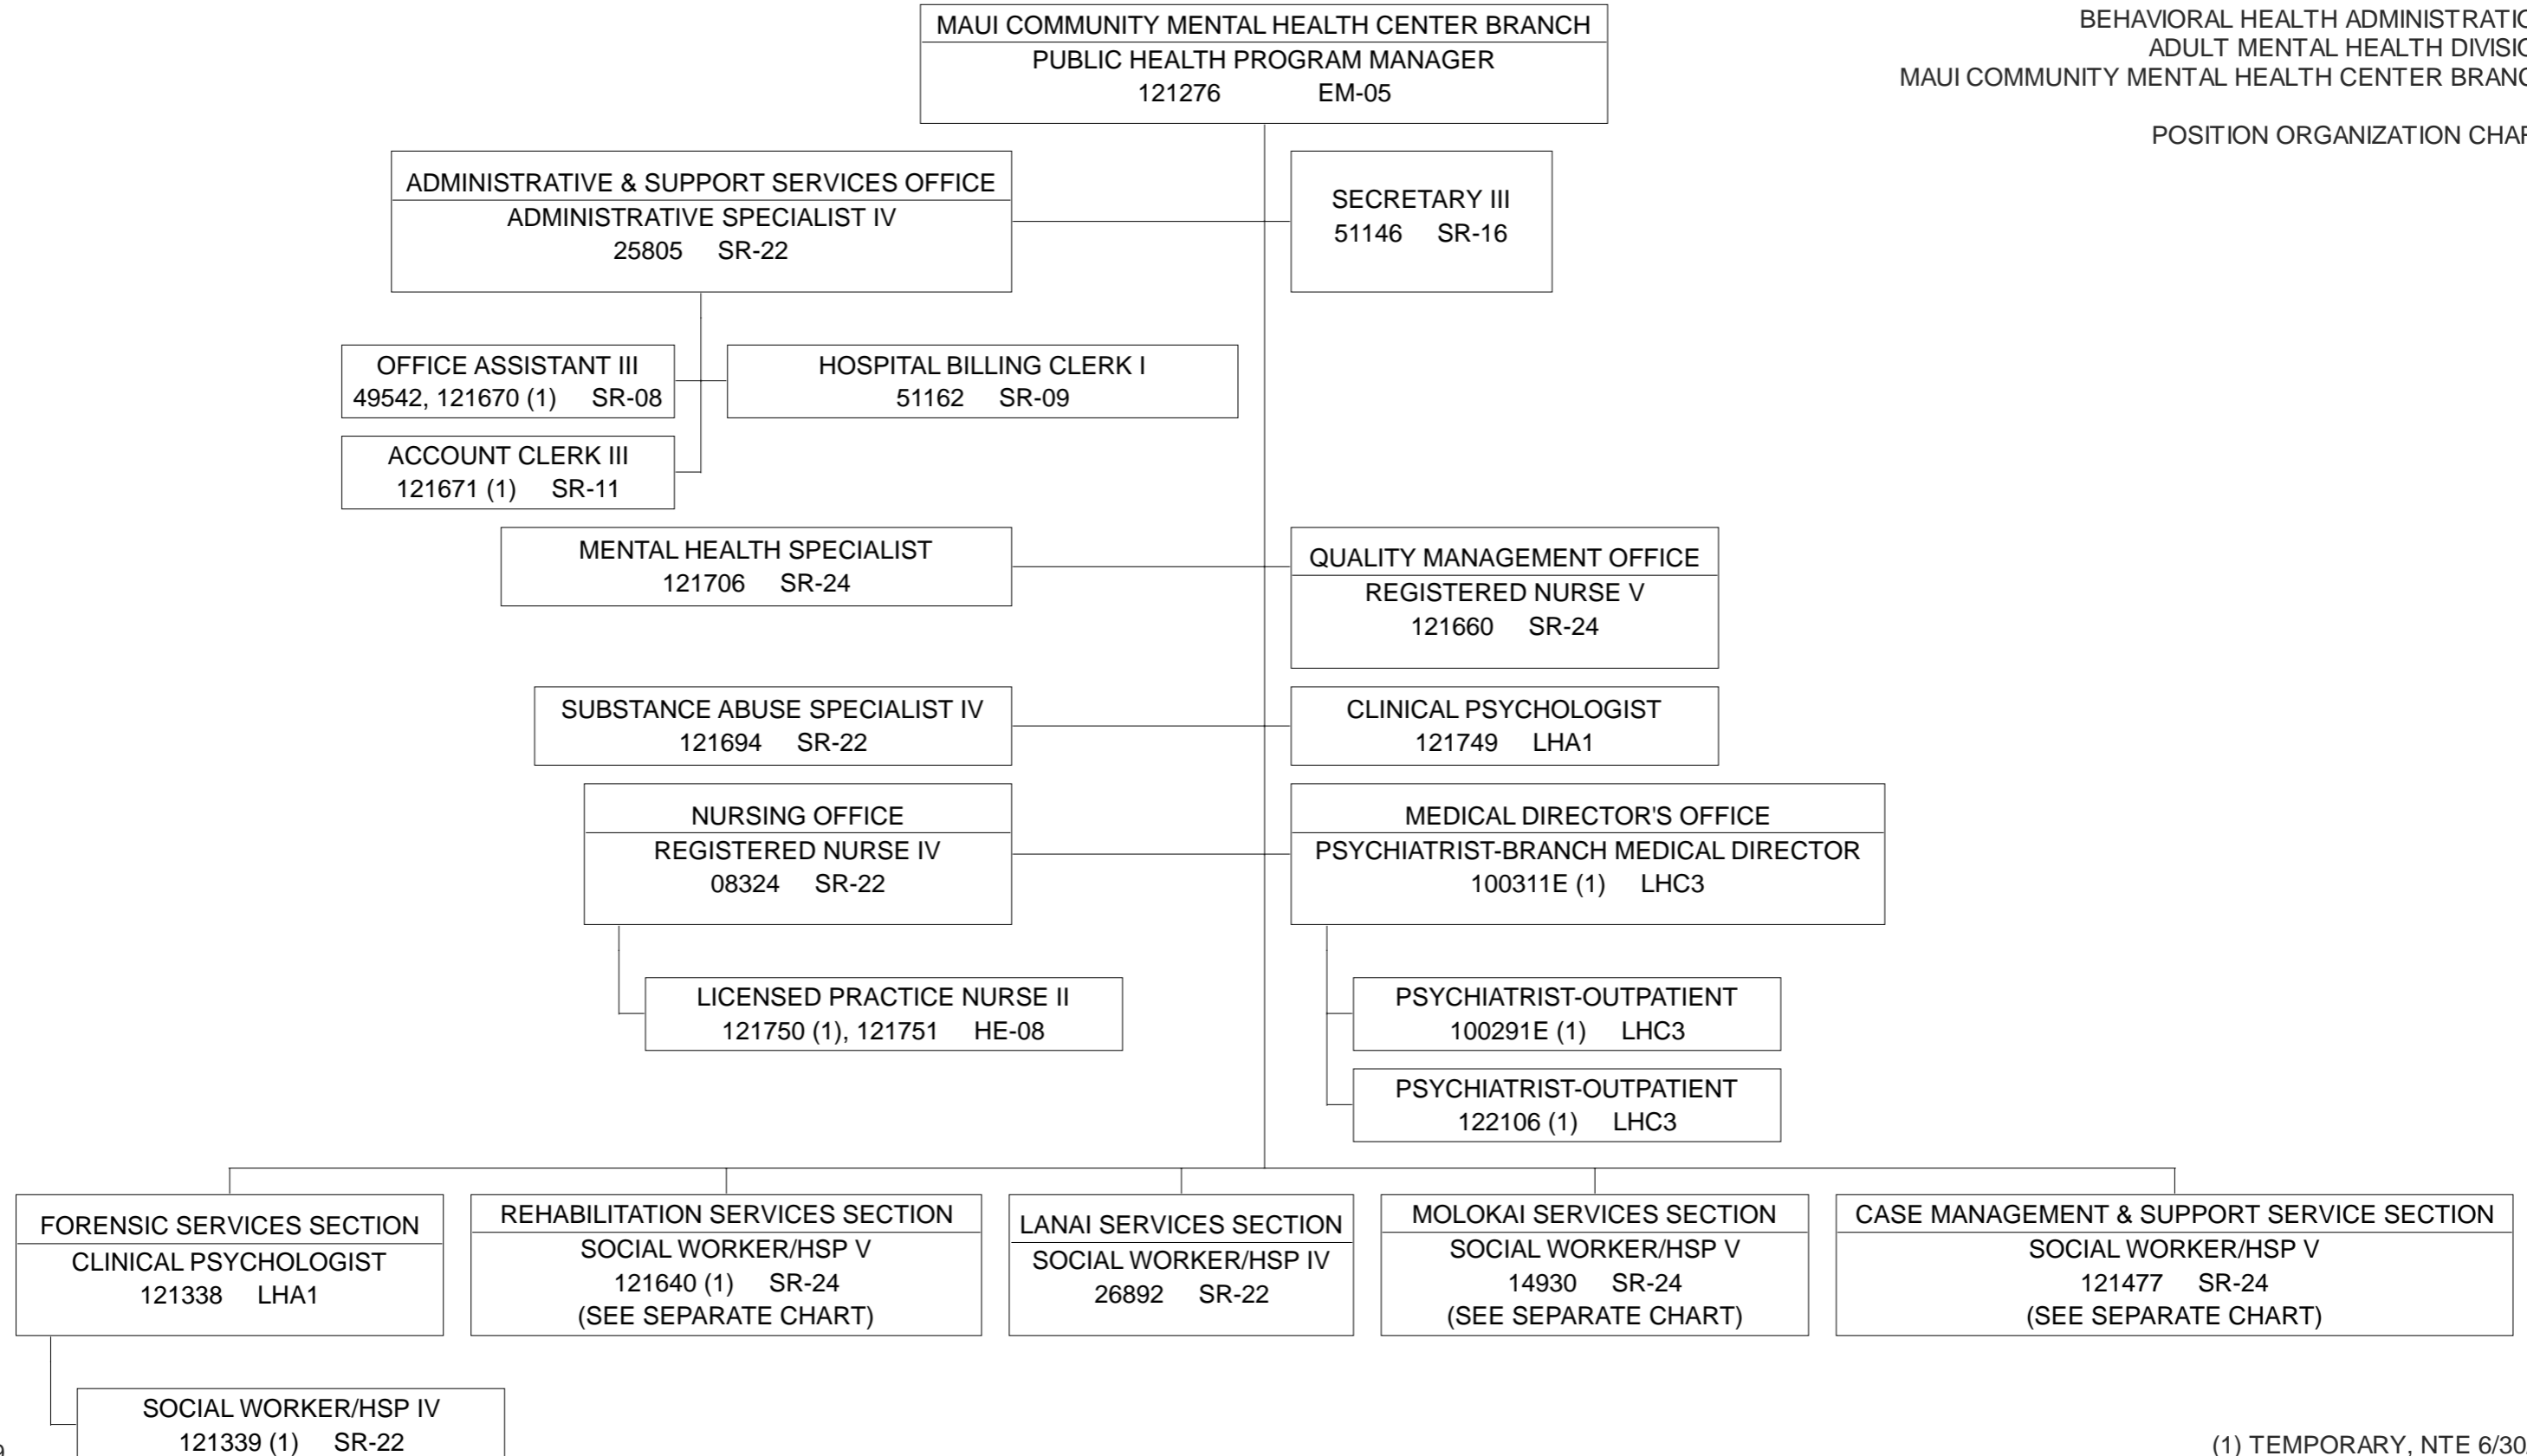 MAUI COMMUNITY MENTAL HEALTH CENTER BRANCH
PUBLIC HEALTH PROGRAM MANAGER
121276 EM-05
BEHAVIORAL HEALTH ADMINISTRATIO
ADULT MENTAL HEALTH DIVISIO
MAUI COMMUNITY MENTAL HEALTH CENTER BRANC
POSITION ORGANIZATION CHAR
ADMINISTRATIVE & SUPPORT SERVICES OFFICE
ADMINISTRATIVE SPECIALIST IV
25805 SR-22
SECRETARY III
51146 SR-16
OFFICE ASSISTANT III
49542, 121670 (1) SR-08
HOSPITAL BILLING CLERK I
51162 SR-09
ACCOUNT CLERK III
121671 (1) SR-11
MENTAL HEALTH SPECIALIST
121706 SR-24
QUALITY MANAGEMENT OFFICE
REGISTERED NURSE V
121660 SR-24
SUBSTANCE ABUSE SPECIALIST IV
121694 SR-22
CLINICAL PSYCHOLOGIST
121749 LHA1
NURSING OFFICE
REGISTERED NURSE IV
08324 SR-22
MEDICAL DIRECTOR'S OFFICE
PSYCHIATRIST-BRANCH MEDICAL DIRECTOR
100311E (1) LHC3
LICENSED PRACTICE NURSE II
121750 (1), 121751 HE-08
PSYCHIATRIST-OUTPATIENT
100291E (1) LHC3
PSYCHIATRIST-OUTPATIENT
122106 (1) LHC3
FORENSIC SERVICES SECTION
CLINICAL PSYCHOLOGIST
121338 LHA1
REHABILITATION SERVICES SECTION
SOCIAL WORKER/HSP V
121640 (1) SR-24
(SEE SEPARATE CHART)
LANAI SERVICES SECTION
SOCIAL WORKER/HSP IV
26892 SR-22
MOLOKAI SERVICES SECTION
SOCIAL WORKER/HSP V
14930 SR-24
(SEE SEPARATE CHART)
CASE MANAGEMENT & SUPPORT SERVICE SECTION
SOCIAL WORKER/HSP V
121477 SR-24
(SEE SEPARATE CHART)
SOCIAL WORKER/HSP IV
121339 (1) SR-22
(1) TEMPORARY, NTE 6/30